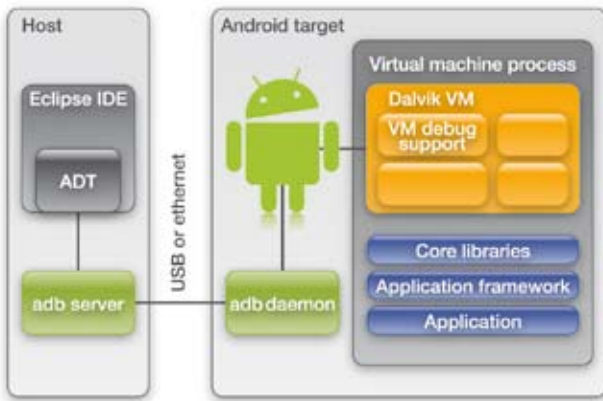 Host
Eclipse IDE
ADT
adb server
USB or ethernet
Android target
adb daemon
Virtual machine process
Dalvik VM
VM debug
support
Core libraries
Application framework
Application